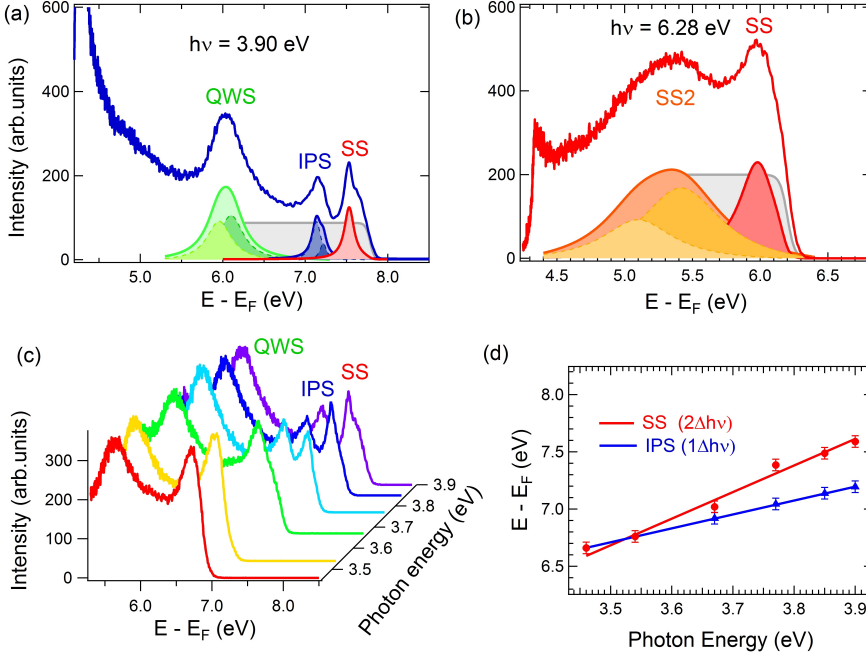 (a)
600
400
200
0
Intensity (arb.units)
hν = 3.90 eV
QWS
IPS
SS
5.0 6.0 7.0 8.0
E - E_F (eV)
(b)
600
400
200
0
hν = 6.28 eV
SS
SS2
4.5 5.0 5.5 6.0 6.5
E - E_F (eV)
(c)
QWS
IPS
SS
300
200
100
0
Intensity (arb.units)
6.0 7.0 8.0
E - E_F (eV)
3.9
3.8
3.7
3.6
3.5
Photon energy (eV)
(d)
8.0
7.5
7.0
6.5
E - E_F (eV)
SS (2Δhν)
IPS (1Δhν)
3.5 3.6 3.7 3.8 3.9
Photon Energy (eV)